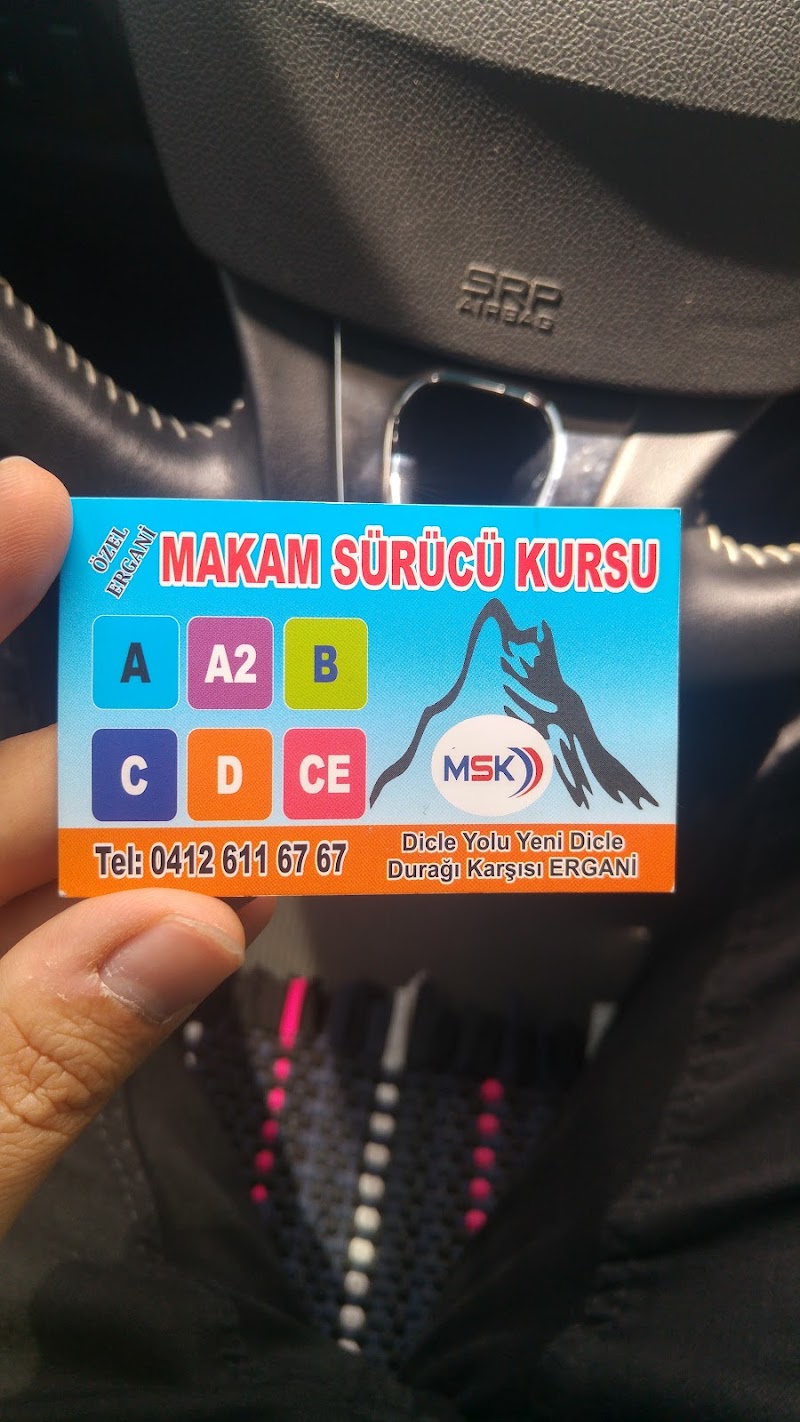 SRP
AIRBAG
ÖZEL
ERGANİ
MAKAM SÜRÜCÜ KURSU
A A2 B
C D CE
MSK
Tel: 0412 611 67 67
Dicle Yolu Yeni Dicle
Durağı Karşısı ERGANİ